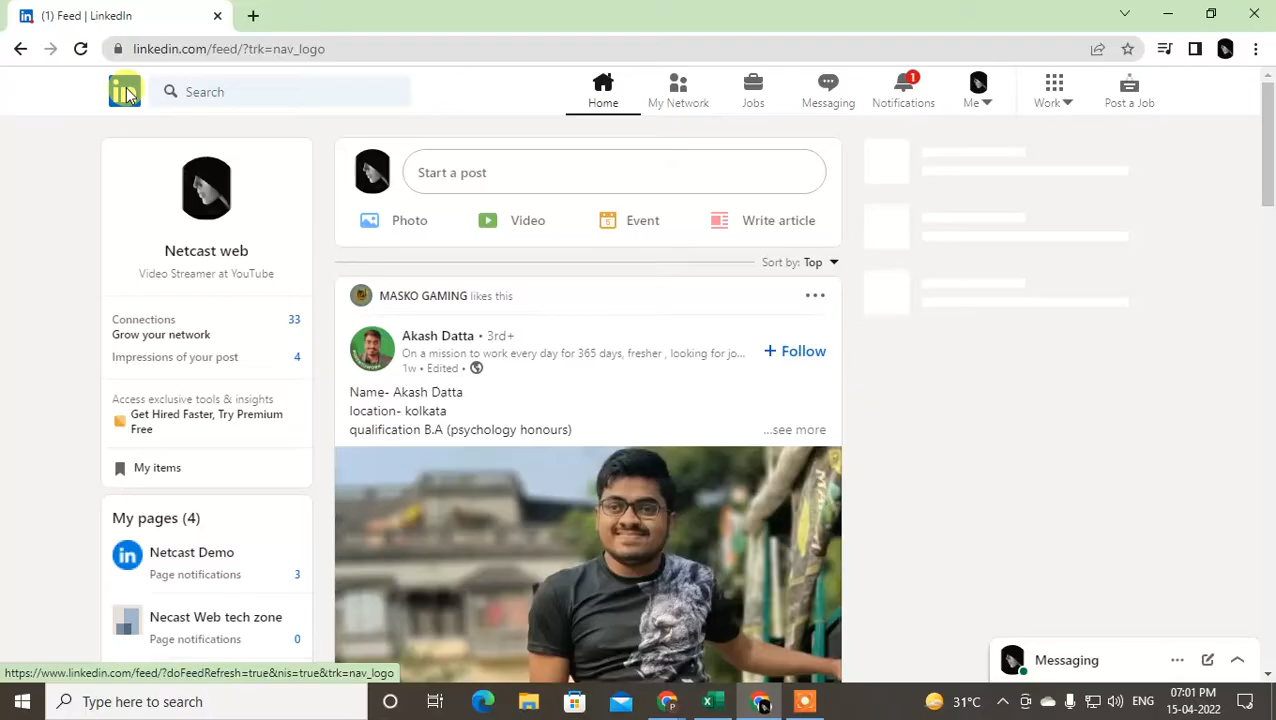 (1) Feed | LinkedIn
linkedin.com/feed/?trk=nav_logo
in
Search
Home
My Network
Jobs
Messaging
1
Notifications
Me
Work
Post a Job
Netcast web
Video Streamer at YouTube
Connections 33
Grow your network
Impressions of your post 4
Access exclusive tools & insights
Get Hired Faster, Try Premium
Free
My items
My pages (4)
in
Netcast Demo
Page notifications 3
Necast Web tech zone
Page notifications 0
Start a post
Photo
Video
Event
Write article
Sort by: Top
MASKO GAMING likes this
Akash Datta • 3rd+
On a mission to work every day for 365 days, fresher , looking for jo...
1w • Edited •
+ Follow
Name- Akash Datta
location- kolkata
qualification B.A (psychology honours)
...see more
Messaging
https://www.linkedin.com/feed/?doFeedRefresh=true&nis=true&trk=nav_logo
Type here to search
31°C
ENG
07:01 PM
15-04-2022